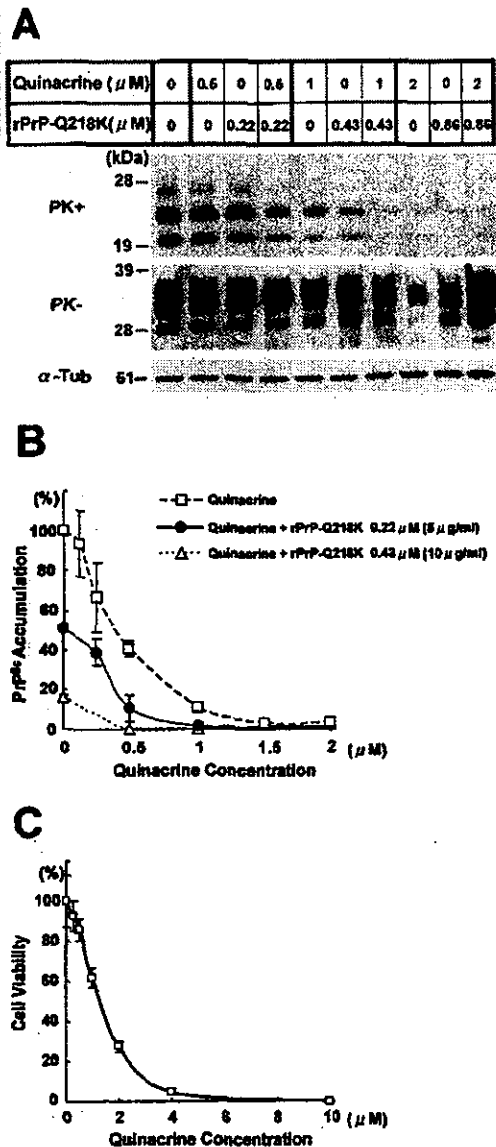 A
Quinacrine (μM) 0 0.5 0 0.5 1 0 1 2 0 2
rPrP-Q218K(μM) 0 0 0.22 0.22 0 0.43 0.43 0 0.86 0.86
(kDa)
28
PK+
19
39
PK-
28
α-Tub 51
B
(%)
100
80
60
40
20
0
PrPSc Accumulation
Quinacrine
Quinacrine + rPrP-Q218K 0.22 μM (5 μg/ml)
Quinacrine + rPrP-Q218K 0.43 μM (10 μg/ml)
0 0.5 1 1.5 2 (μM)
Quinacrine Concentration
C
(%)
100
80
60
40
20
0
Cell Viability
0 2 4 6 8 10 (μM)
Quinacrine Concentration